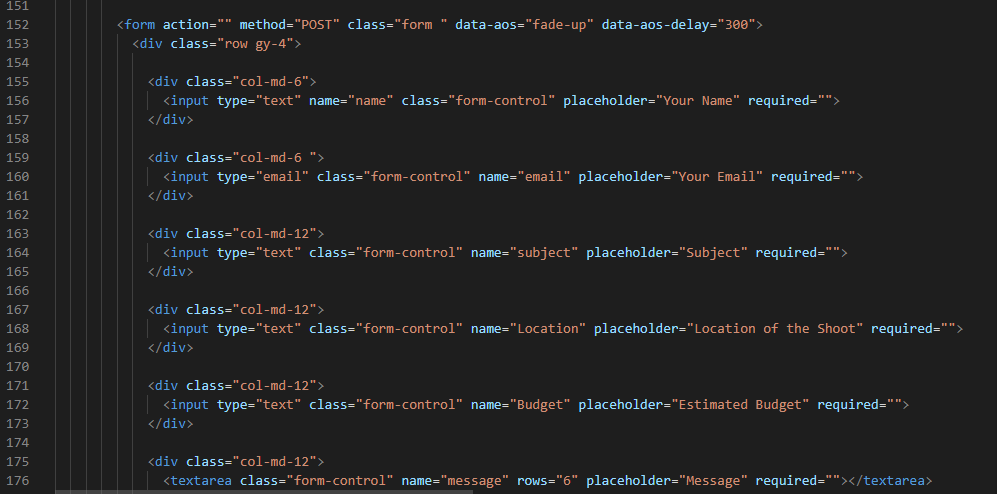 151
152 <form action="" method="POST" class="form " data-aos="fade-up" data-aos-delay="300">
153 <div class="row gy-4">
154
155 <div class="col-md-6">
156 <input type="text" name="name" class="form-control" placeholder="Your Name" required="">
157 </div>
158
159 <div class="col-md-6 ">
160 <input type="email" class="form-control" name="email" placeholder="Your Email" required="">
161 </div>
162
163 <div class="col-md-12">
164 <input type="text" class="form-control" name="subject" placeholder="Subject" required="">
165 </div>
166
167 <div class="col-md-12">
168 <input type="text" class="form-control" name="Location" placeholder="Location of the Shoot" required="">
169 </div>
170
171 <div class="col-md-12">
172 <input type="text" class="form-control" name="Budget" placeholder="Estimated Budget" required="">
173 </div>
174
175 <div class="col-md-12">
176 <textarea class="form-control" name="message" rows="6" placeholder="Message" required=""></textarea>